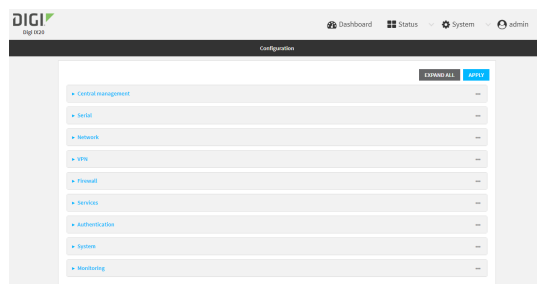 DIGI
Digi IX20
Dashboard Status System admin
Configuration
EXPAND ALL APPLY
Central management
Serial
Network
VPN
Firewall
Services
Authentication
System
Monitoring